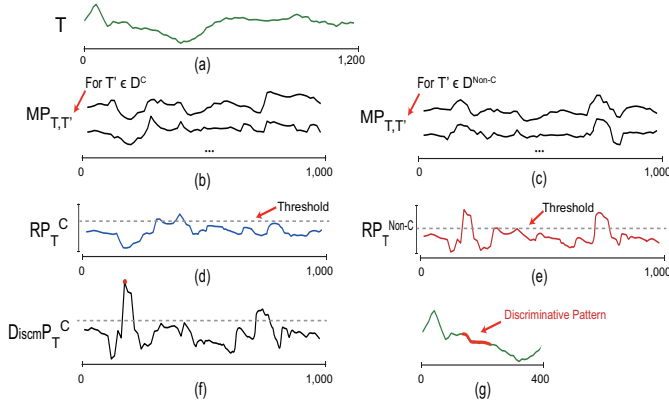 T
0 1,200
(a)
For T' ϵ D^C
MP_T,T'
...
0 1,000
(b)
For T' ϵ D^Non-C
MP_T,T'
...
0 1,000
(c)
Threshold
RP_T^C
0 1,000
(d)
Threshold
RP_T^Non-C
0 1,000
(e)
DiscmP_T^C
0 1,000
(f)
Discriminative Pattern
0 400
(g)